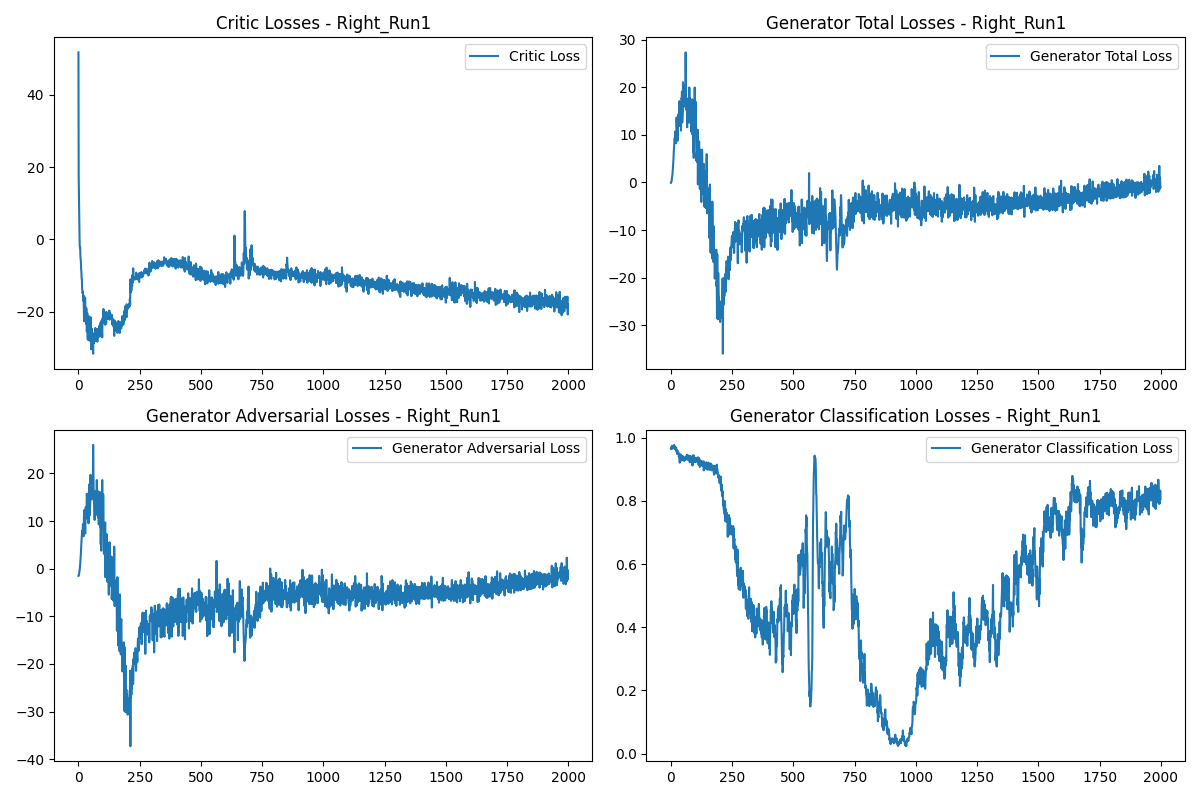 Critic Losses - Right_Run1
Critic Loss
40
20
0
−20
0 250 500 750 1000 1250 1500 1750 2000
Generator Total Losses - Right_Run1
Generator Total Loss
30
20
10
0
−10
−20
−30
0 250 500 750 1000 1250 1500 1750 2000
Generator Adversarial Losses - Right_Run1
Generator Adversarial Loss
20
10
0
−10
−20
−30
−40
0 250 500 750 1000 1250 1500 1750 2000
Generator Classification Losses - Right_Run1
Generator Classification Loss
1.0
0.8
0.6
0.4
0.2
0.0
0 250 500 750 1000 1250 1500 1750 2000